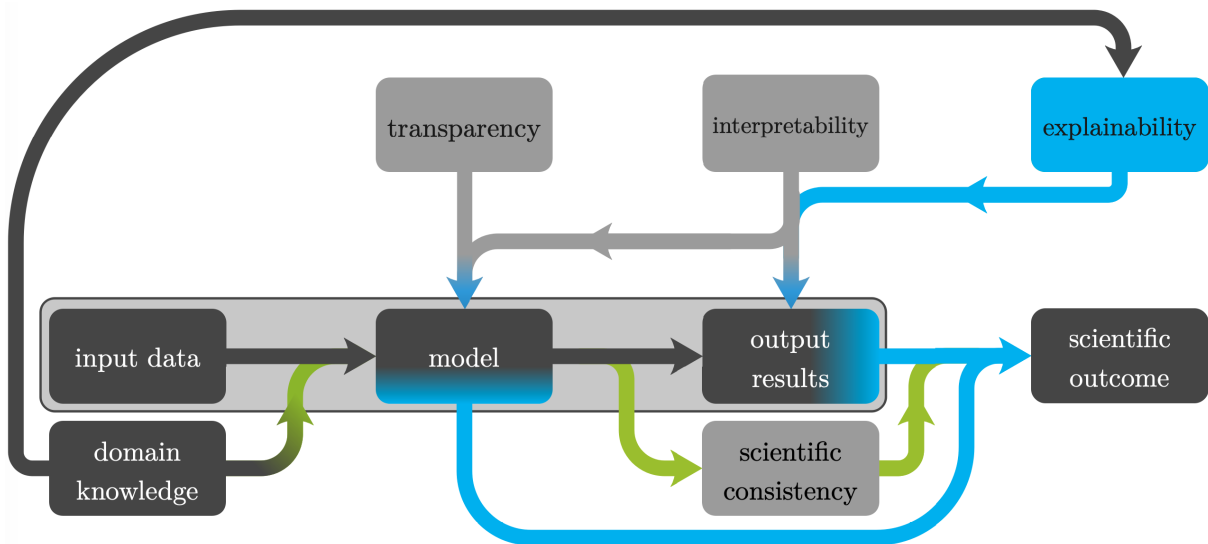 transparency
interpretability
explainability
input data
model
output
results
scientific
outcome
domain
knowledge
scientific
consistency